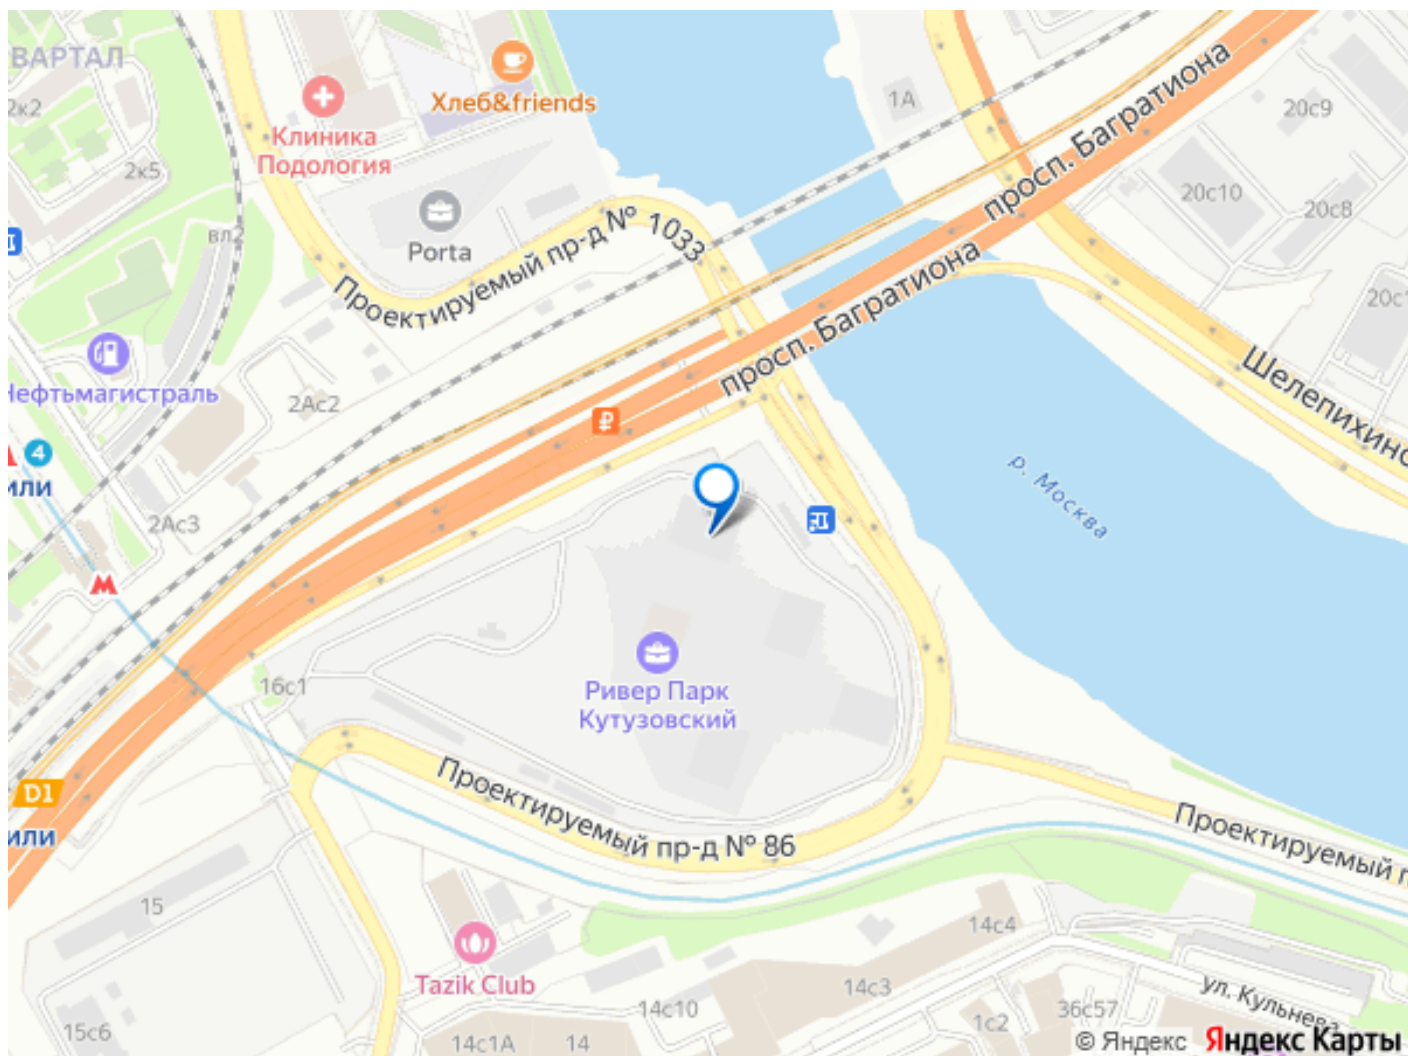 ВАРТАЛ
2к2
Хлеб&friends
1А
20с9
Клиника
Подология
2к5
просп. Багратиона
20с10
20с8
вл2
Porta
Проектируемый пр-д № 1033
просп. Багратиона
20с1
Шелепихинс
Нефтьмагистраль
2Ас2
₽
4
или
р. Москва
2Ас3
М
16с1
Ривер Парк
Кутузовский
D1
или
Проектируемый пр-д № 86
Проектируемый п
15
14с4
Tazik Club
14с3
14с10
ул. Кульнева
36с57
1с2
15с6
14с1А
14
© Яндекс
Яндекс Карты